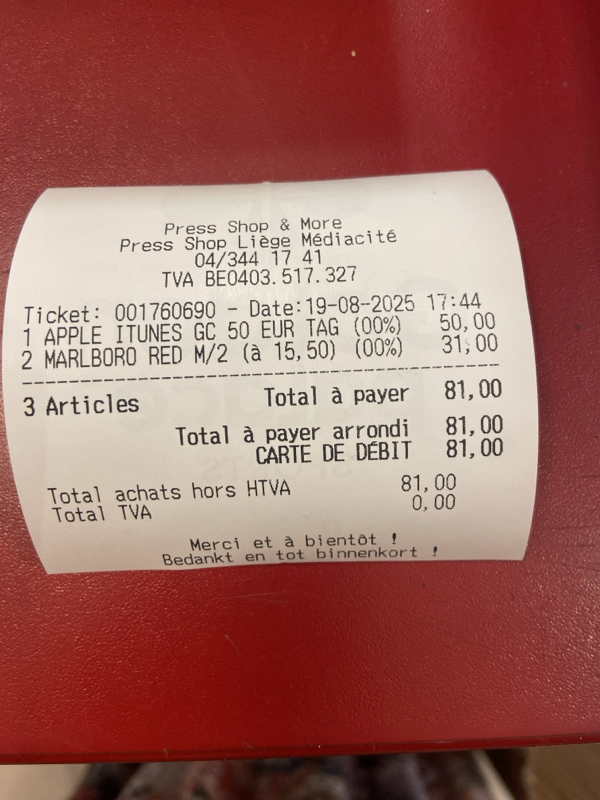 Press Shop & More
Press Shop Liège Médiacité
04/344 17 41
TVA BE0403.517.327
Ticket: 001760690 - Date:19-08-2025 17:44
1 APPLE ITUNES GC 50 EUR TAG (00%) 50,00
2 MARLBORO RED M/2 (à 15,50) (00%) 31,00
3 Articles Total à payer 81,00
Total à payer arrondi 81,00
CARTE DE DÉBIT 81,00
Total achats hors HTVA 81,00
Total TVA 0,00
Merci et à bientôt !
Bedankt en tot binnenkort !